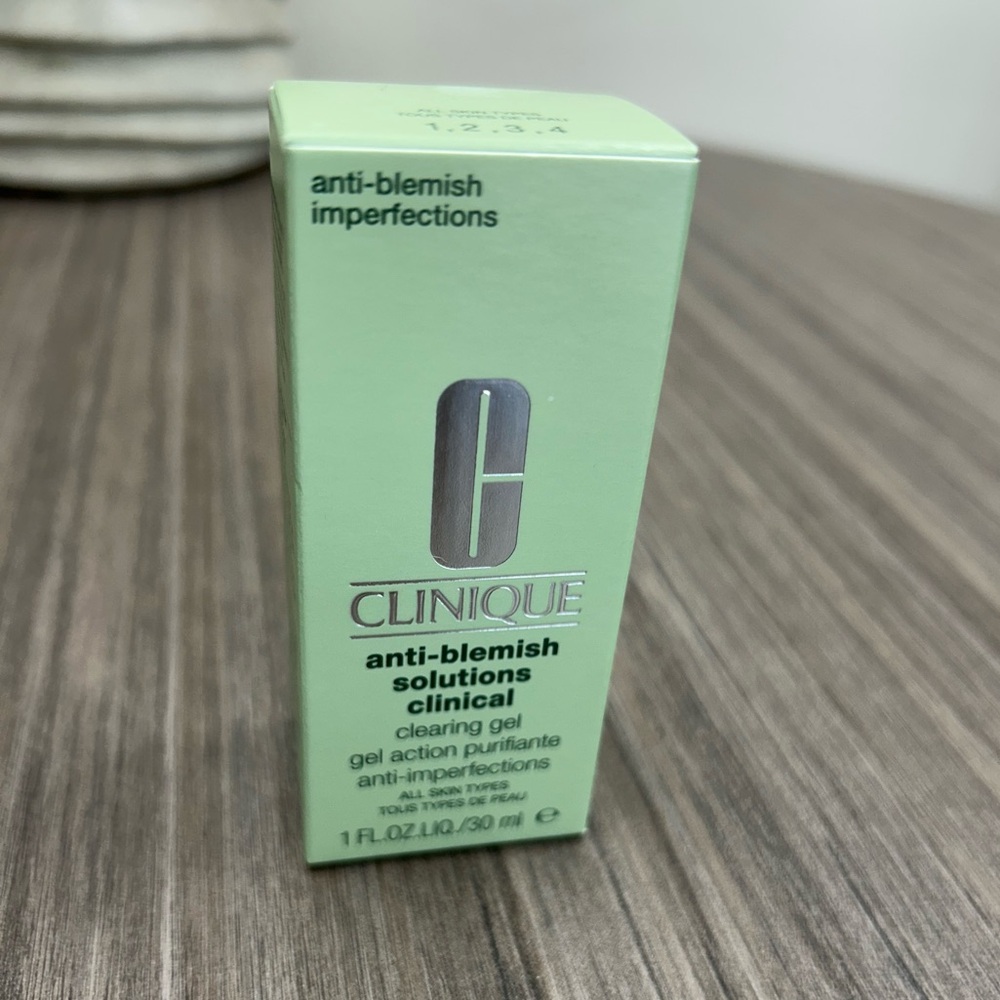 ALL SKIN TYPES
TOUS TYPES DE PEAU
1,2,3,4
anti-blemish
imperfections
CLINIQUE
anti-blemish
solutions
clinical
clearing gel
gel action purifiante
anti-imperfections
ALL SKIN TYPES
TOUS TYPES DE PEAU
1 FL.OZ.LIQ./30 ml ℮